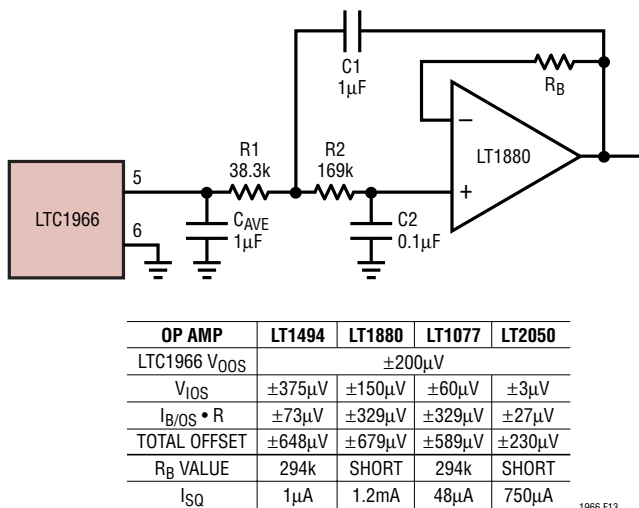 C1
1µF
R_B
R1
38.3k
R2
169k
LT1880
−
+
5
6
LTC1966
C_AVE
1µF
C2
0.1µF
OP AMP LT1494 LT1880 LT1077 LT2050
LTC1966 V_OOS ±200µV
V_IOS ±375µV ±150µV ±60µV ±3µV
I_B/OS • R ±73µV ±329µV ±329µV ±27µV
TOTAL OFFSET ±648µV ±679µV ±589µV ±230µV
R_B VALUE 294k SHORT 294k SHORT
I_SQ 1µA 1.2mA 48µA 750µA
1966 F13